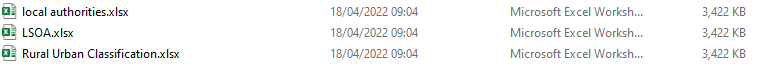 local authorities.xlsx 18/04/2022 09:04 Microsoft Excel Worksh... 3,422 KB
LSOA.xlsx 18/04/2022 09:04 Microsoft Excel Worksh... 3,422 KB
Rural Urban Classification.xlsx 18/04/2022 09:04 Microsoft Excel Worksh... 3,422 KB